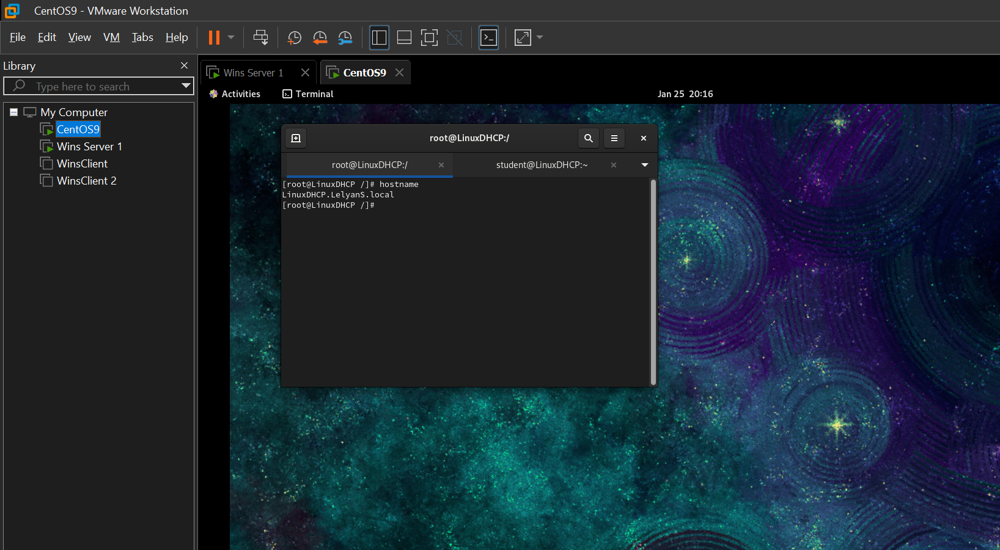 CentOS9 - VMware Workstation
File Edit View VM Tabs Help
Library
Type here to search
My Computer
CentOS9
Wins Server 1
WinsClient
WinsClient 2
Wins Server 1 CentOS9
Activities Terminal Jan 25 20:16
root@LinuxDHCP:/
root@LinuxDHCP:/ student@LinuxDHCP:~
[root@LinuxDHCP /]# hostname
LinuxDHCP.LelyanS.local
[root@LinuxDHCP /]#